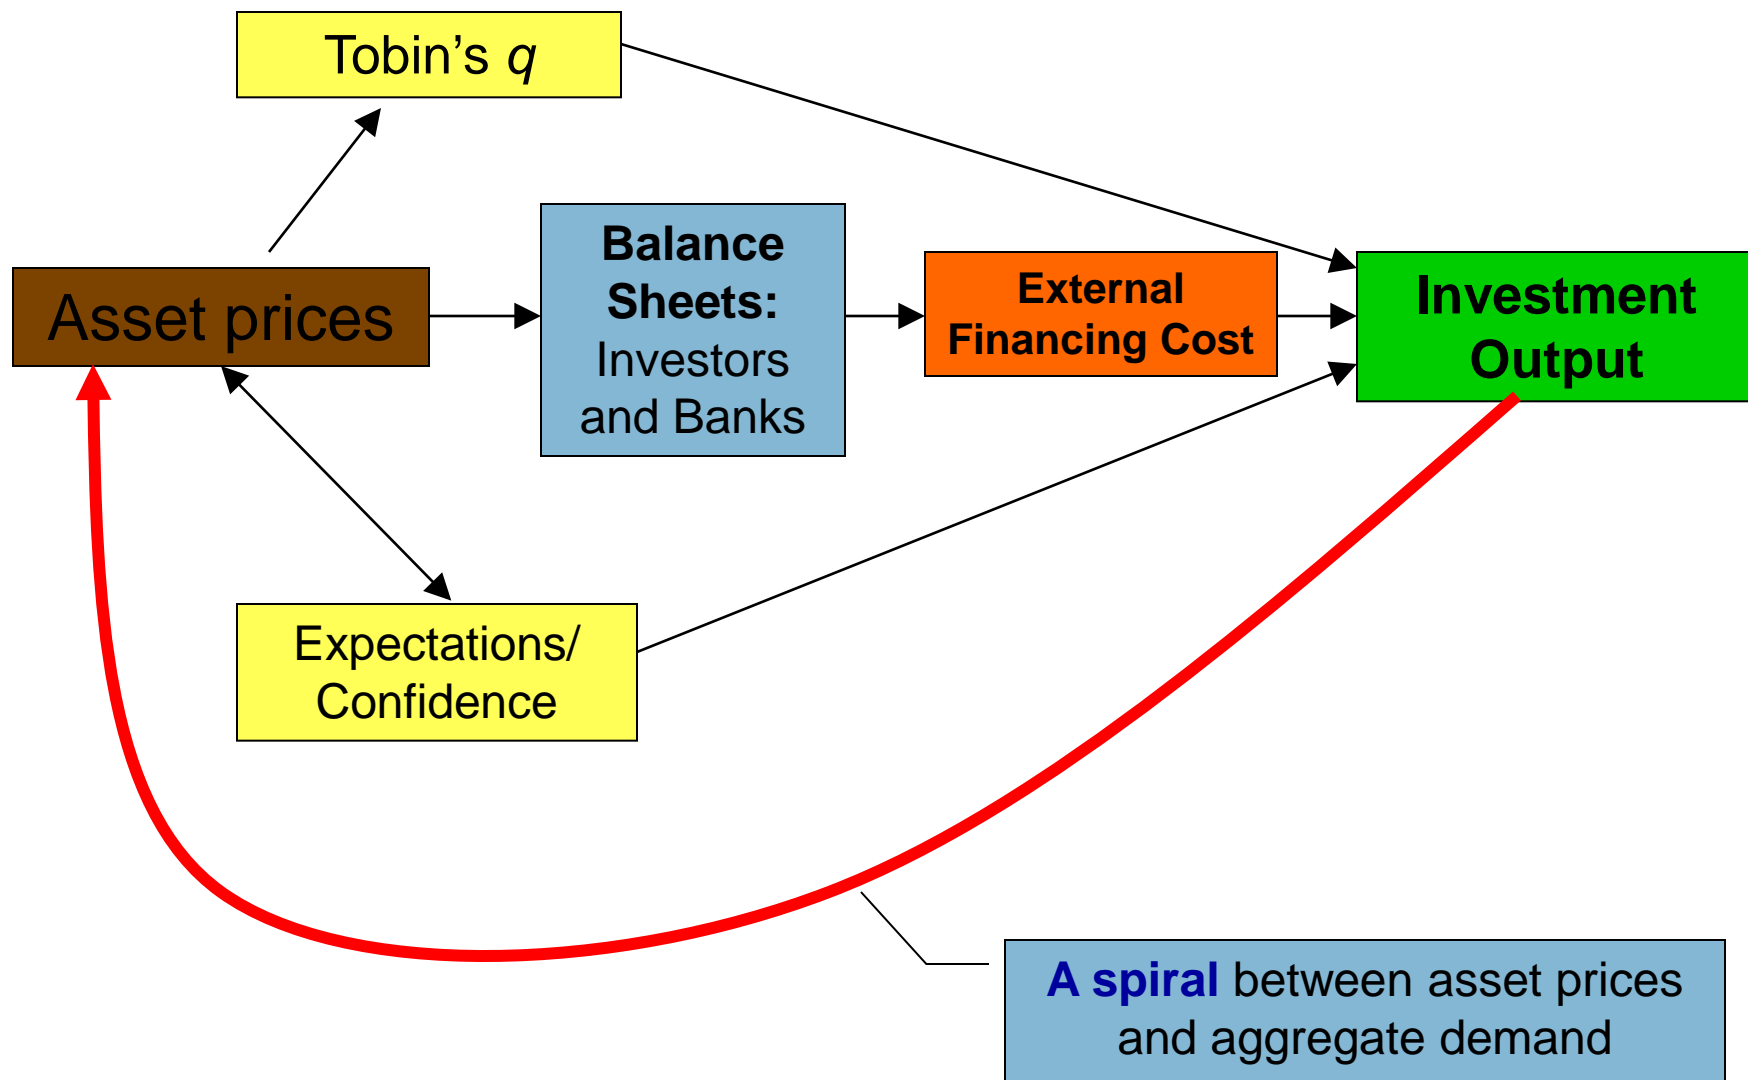 Tobin’s q
Asset prices
Balance
Sheets:
Investors
and Banks
External
Financing Cost
Investment
Output
Expectations/
Confidence
A spiral between asset prices
and aggregate demand